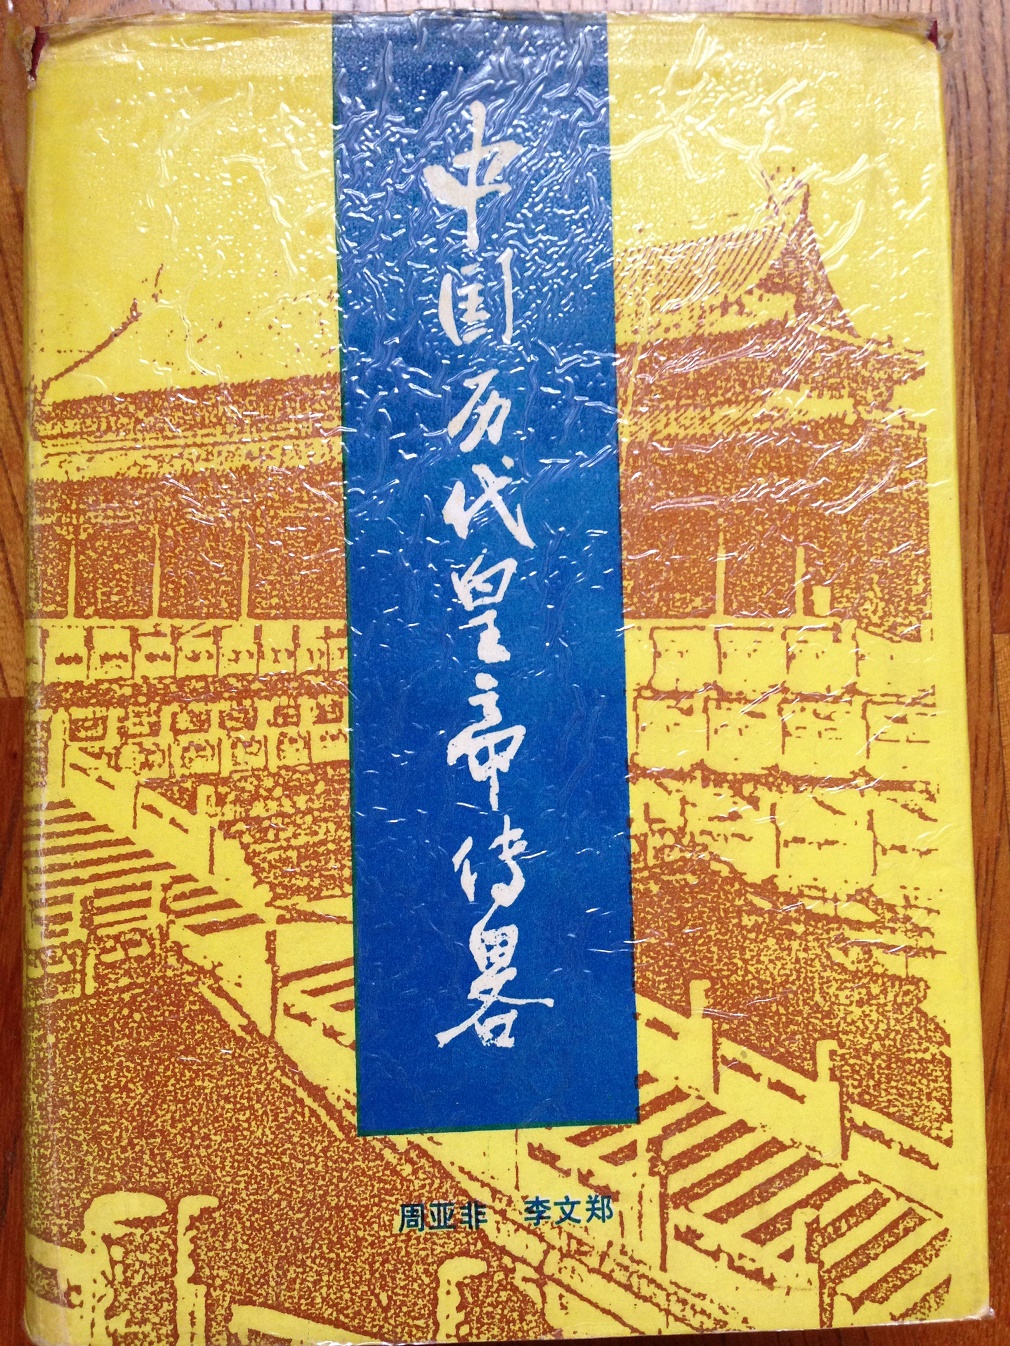 中国历代皇帝传略
周亚非 李文郑